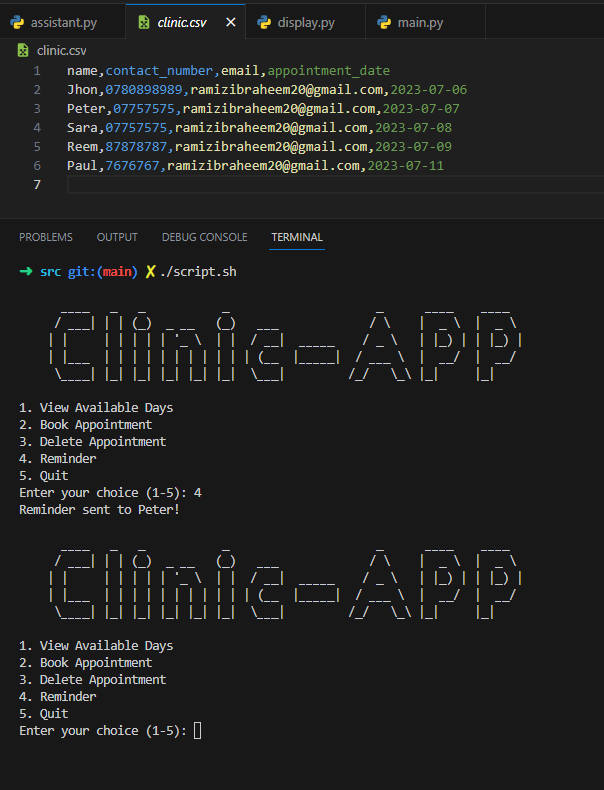 assistant.py clinic.csv display.py main.py
clinic.csv
1 name,contact_number,email,appointment_date
2 Jhon,0780898989,ramizibraheem20@gmail.com,2023-07-06
3 Peter,07757575,ramizibraheem20@gmail.com,2023-07-07
4 Sara,07757575,ramizibraheem20@gmail.com,2023-07-08
5 Reem,87878787,ramizibraheem20@gmail.com,2023-07-09
6 Paul,7676767,ramizibraheem20@gmail.com,2023-07-11
7
PROBLEMS OUTPUT DEBUG CONSOLE TERMINAL
➜ src git:(main) ✗ ./script.sh
Clinic-APP
1. View Available Days
2. Book Appointment
3. Delete Appointment
4. Reminder
5. Quit
Enter your choice (1-5): 4
Reminder sent to Peter!
Clinic-APP
1. View Available Days
2. Book Appointment
3. Delete Appointment
4. Reminder
5. Quit
Enter your choice (1-5):